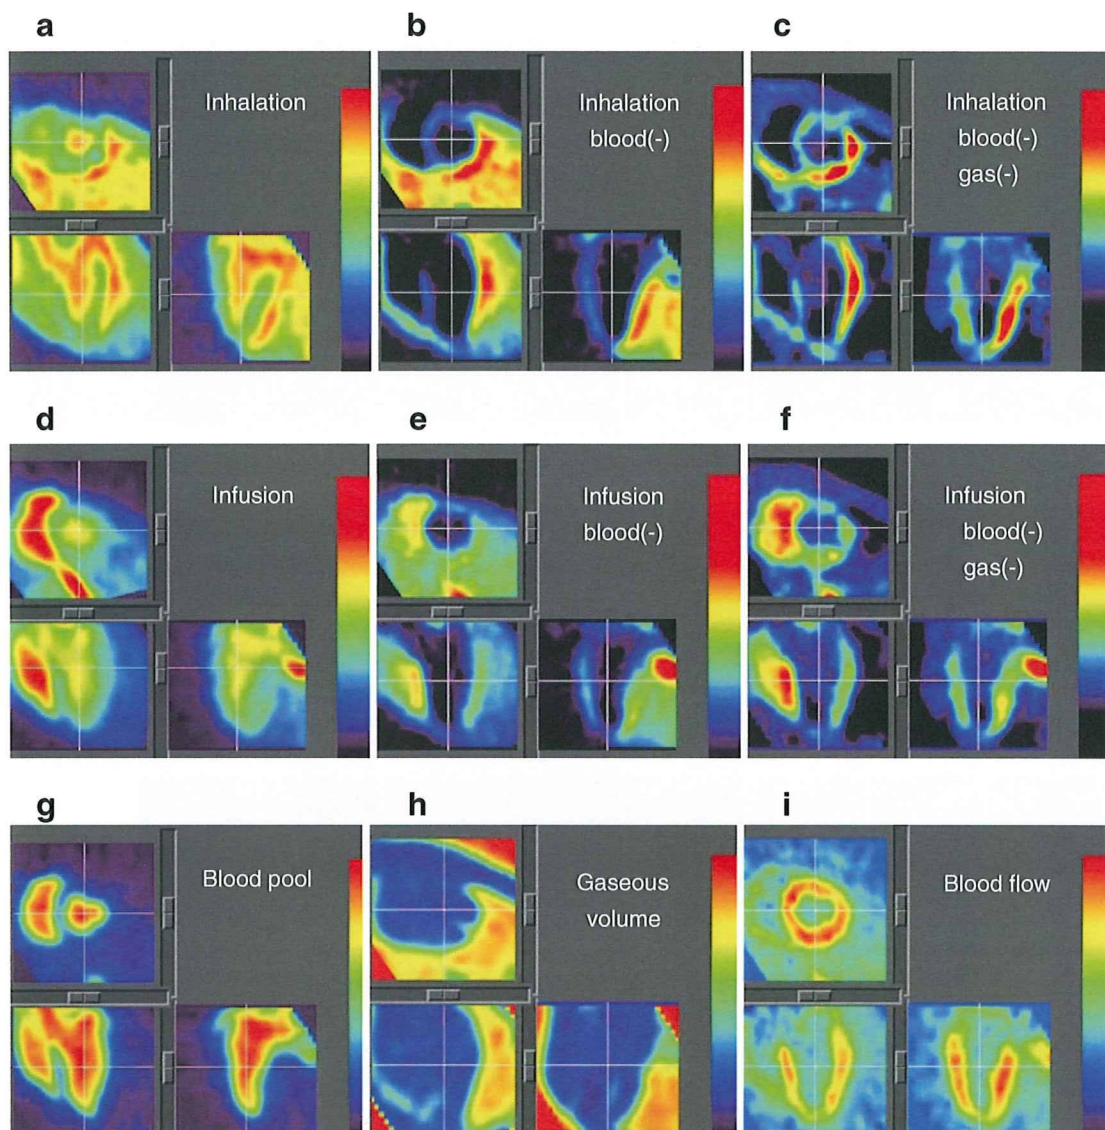 a
b
c
Inhalation
Inhalation
blood(-)
Inhalation
blood(-)
gas(-)
d
e
f
Infusion
Infusion
blood(-)
Infusion
blood(-)
gas(-)
g
h
i
Blood pool
Gaseous
volume
Blood flow